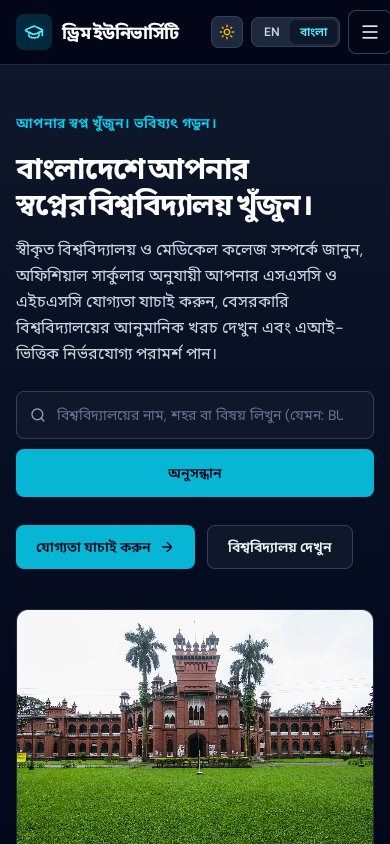 ড্রিম ইউনিভার্সিটি
EN
বাংলা
আপনার স্বপ্ন খুঁজুন। ভবিষ্যৎ গড়ুন।
বাংলাদেশে আপনার
স্বপ্নের বিশ্ববিদ্যালয় খুঁজুন।
স্বীকৃত বিশ্ববিদ্যালয় ও মেডিকেল কলেজ সম্পর্কে জানুন,
অফিশিয়াল সার্কুলার অনুযায়ী আপনার এসএসসি ও
এইচএসসি যোগ্যতা যাচাই করুন, বেসরকারি
বিশ্ববিদ্যালয়ের আনুমানিক খরচ দেখুন এবং এআই-
ভিত্তিক নির্ভরযোগ্য পরামর্শ পান।
বিশ্ববিদ্যালয়ের নাম, শহর বা বিষয় লিখুন (যেমন: BU
অনুসন্ধান
যোগ্যতা যাচাই করুন →
বিশ্ববিদ্যালয় দেখুন